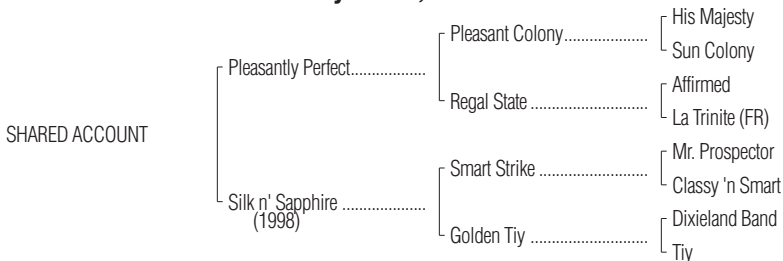 His Majesty
Pleasant Colony..................
Sun Colony
Pleasantly Perfect..................
Affirmed
Regal State .........................
La Trinite (FR)
SHARED ACCOUNT
Mr. Prospector
Smart Strike .........................
Classy 'n Smart
Silk n' Sapphire ....................
(1998)
Dixieland Band
Golden Tiy .........................
Tiy